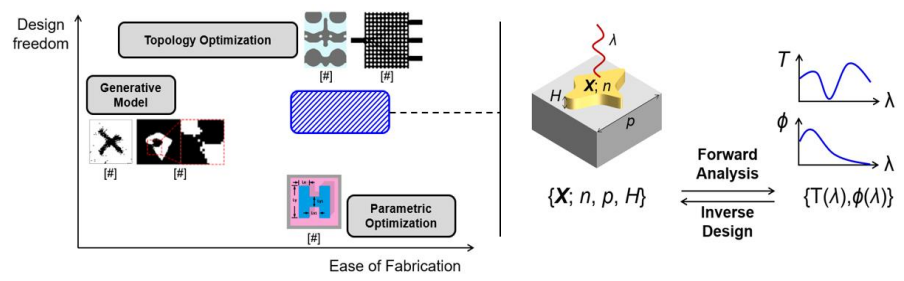 Design
freedom
Topology Optimization
[#]
[#]
Generative
Model
[#]
[#]
Parametric
Optimization
[#]
Ease of Fabrication
λ
H
X; n
p
{X; n, p, H}
Forward
Analysis
Inverse
Design
T
λ
ϕ
λ
{T(λ),ϕ(λ)}